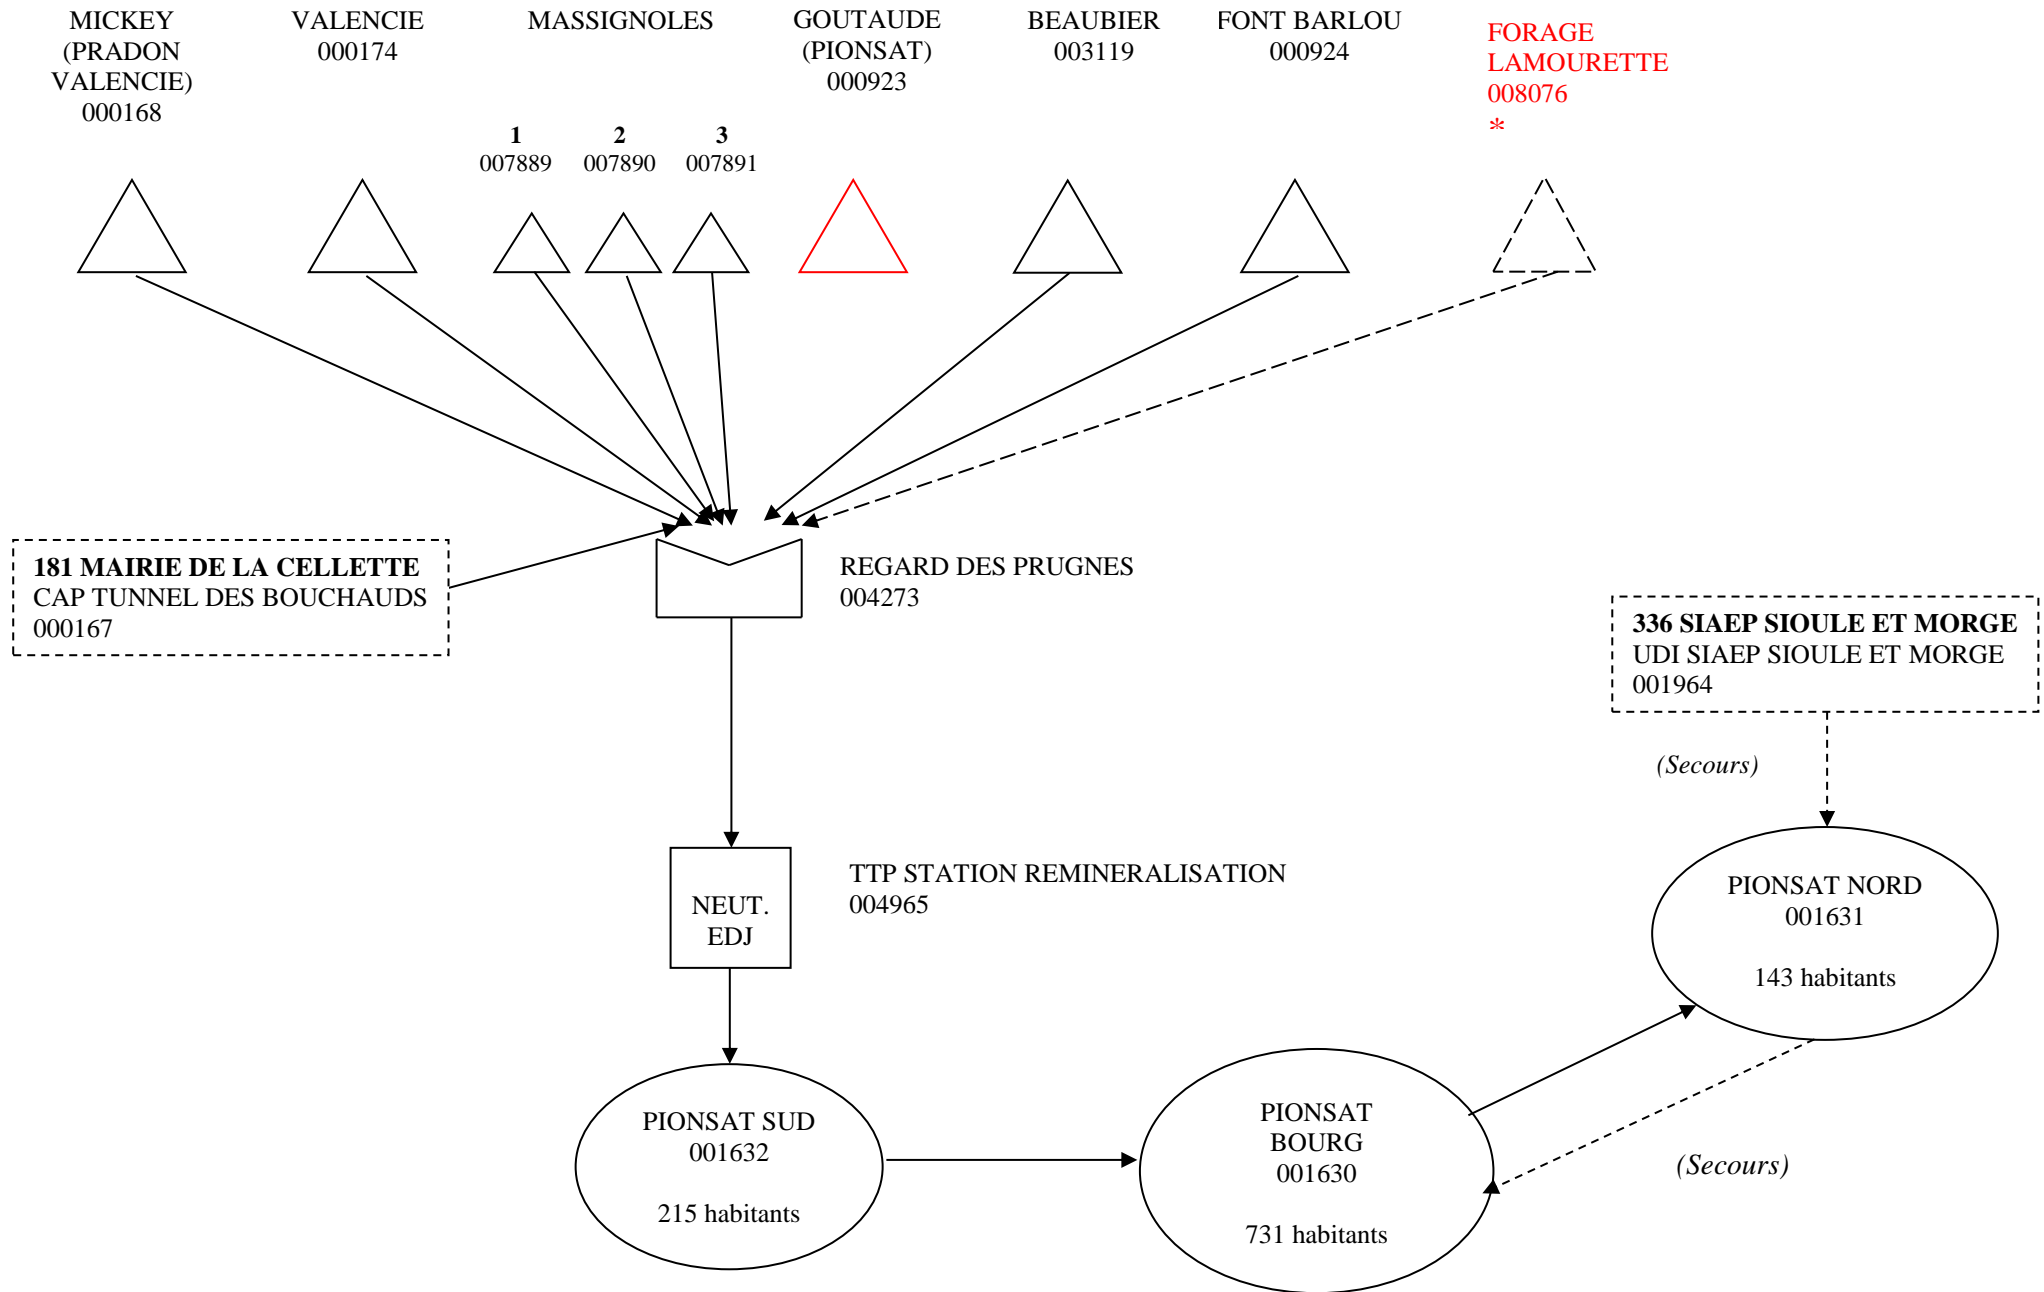 MICKEY
(PRADON
VALENCIE)
000168
VALENCIE
000174
MASSIGNOLES
1
007889
2
007890
3
007891
GOUTAUDE
(PIONSAT)
000923
BEAUBIER
003119
FONT BARLOU
000924
FORAGE
LAMOURETTE
008076
*
181 MAIRIE DE LA CELLETTE
CAP TUNNEL DES BOUCHAUDS
000167
REGARD DES PRUGNES
004273
336 SIAEP SIOULE ET MORGE
UDI SIAEP SIOULE ET MORGE
001964
(Secours)
NEUT.
EDJ
TTP STATION REMINERALISATION
004965
PIONSAT NORD
001631
143 habitants
PIONSAT SUD
001632
215 habitants
PIONSAT
BOURG
001630
731 habitants
(Secours)